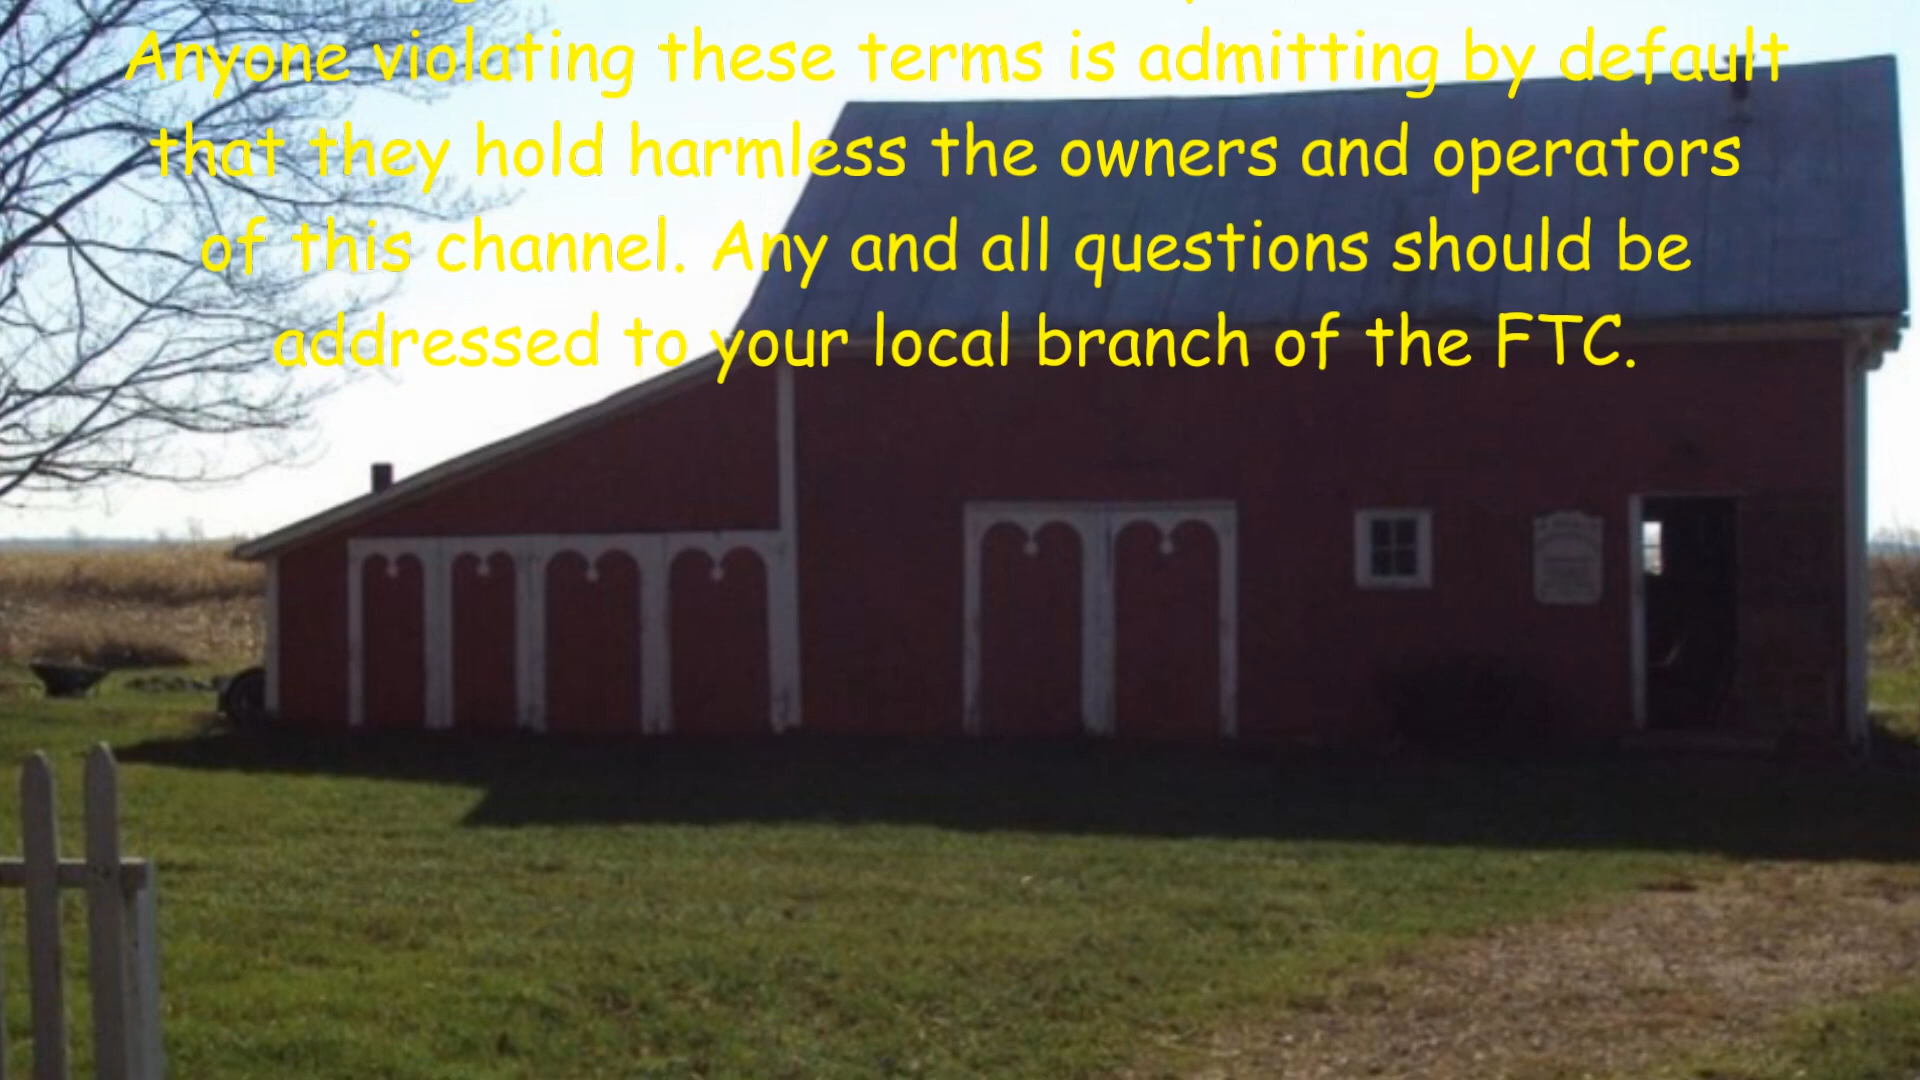 Anyone violating these terms is admitting by default
that they hold harmless the owners and operators
of this channel. Any and all questions should be
addressed to your local branch of the FTC.